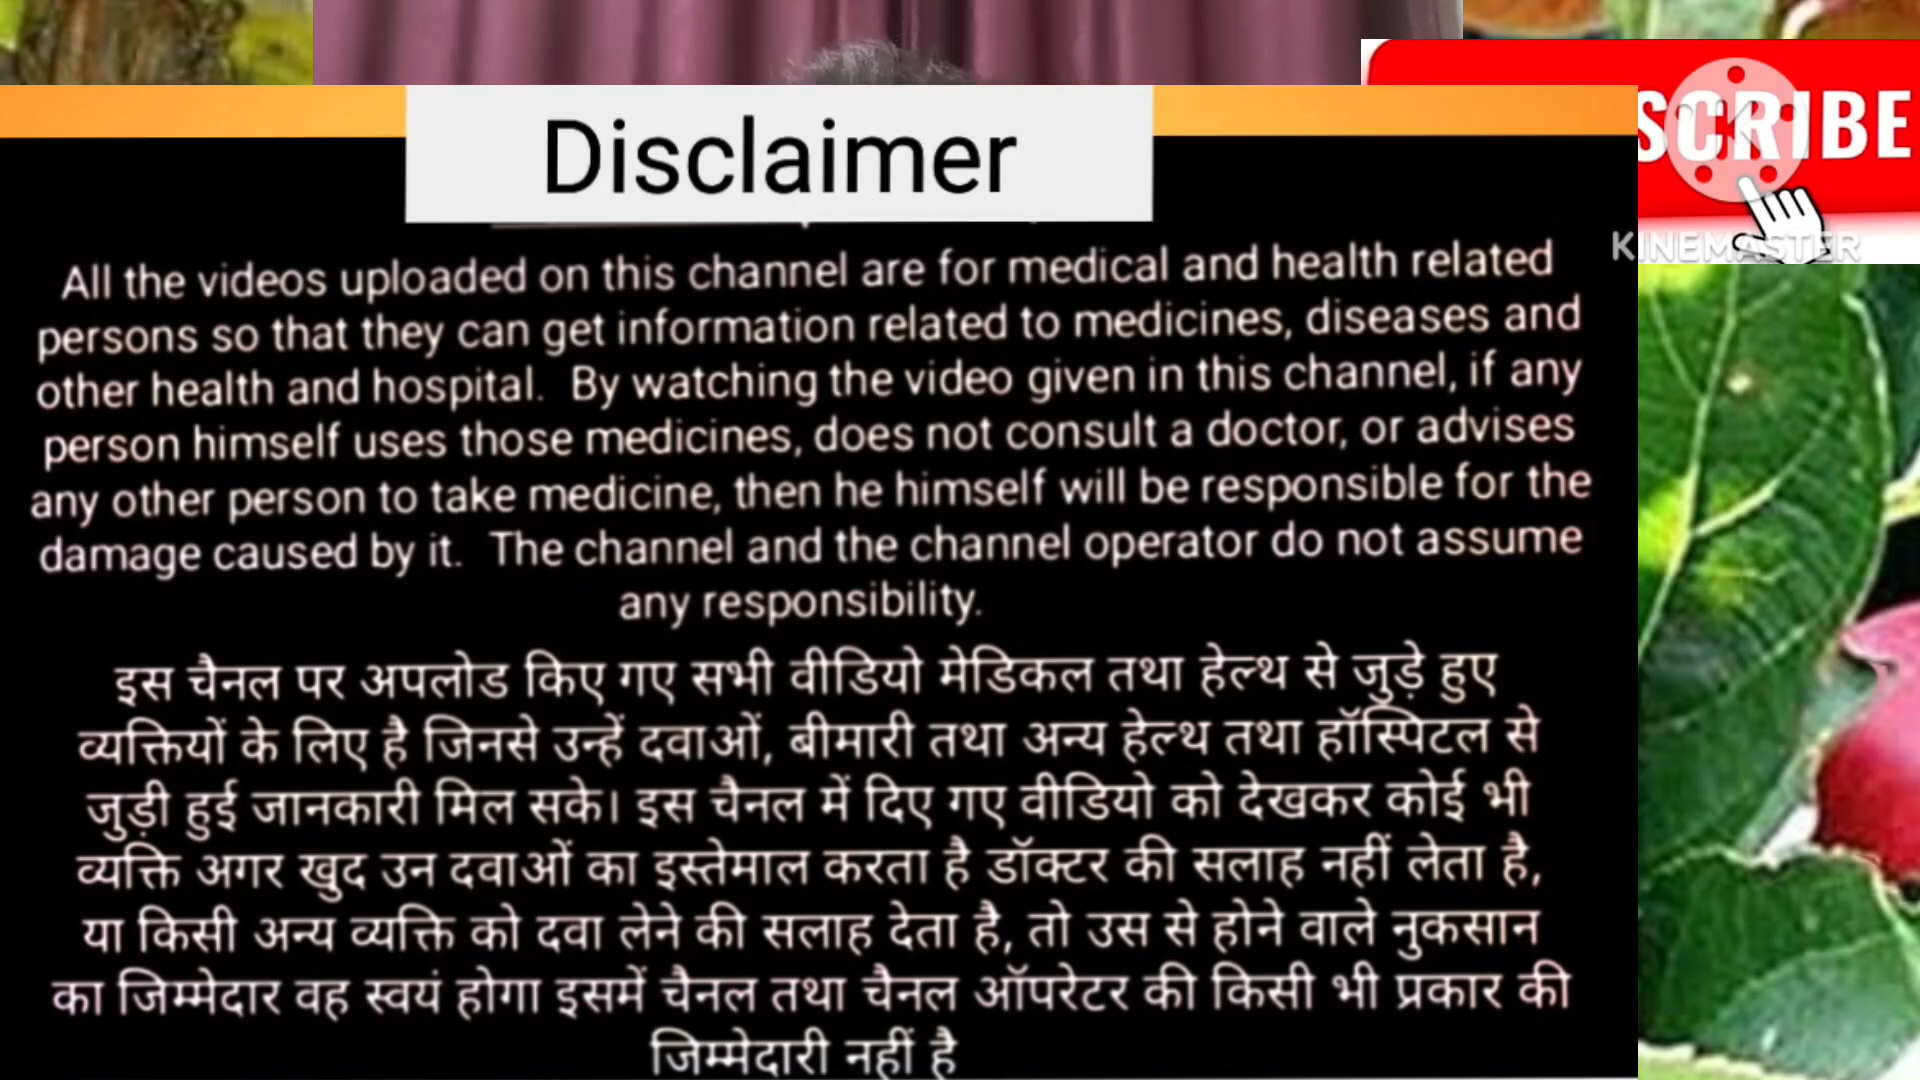 Disclaimer
SCRIBE
KINEMASTER
All the videos uploaded on this channel are for medical and health related
persons so that they can get information related to medicines, diseases and
other health and hospital. By watching the video given in this channel, if any
person himself uses those medicines, does not consult a doctor, or advises
any other person to take medicine, then he himself will be responsible for the
damage caused by it. The channel and the channel operator do not assume
any responsibility.
इस चैनल पर अपलोड किए गए सभी वीडियो मेडिकल तथा हेल्थ से जुड़े हुए
व्यक्तियों के लिए है जिनसे उन्हें दवाओं, बीमारी तथा अन्य हेल्थ तथा हॉस्पिटल से
जुड़ी हुई जानकारी मिल सके। इस चैनल में दिए गए वीडियो को देखकर कोई भी
व्यक्ति अगर खुद उन दवाओं का इस्तेमाल करता है डॉक्टर की सलाह नहीं लेता है,
या किसी अन्य व्यक्ति को दवा लेने की सलाह देता है, तो उस से होने वाले नुकसान
का जिम्मेदार वह स्वयं होगा इसमें चैनल तथा चैनल ऑपरेटर की किसी भी प्रकार की
जिम्मेदारी नहीं है